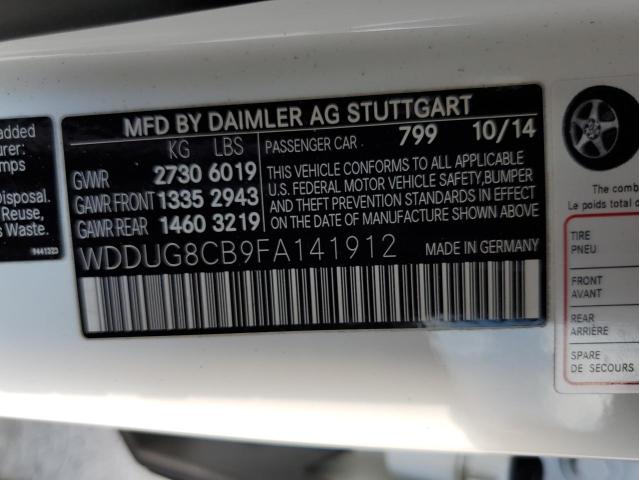 added
urer:
mps
Disposal.
Reuse,
s Waste.
MFD BY DAIMLER AG STUTTGART
KG LBS
GVWR 2730 6019
GAWR FRONT 1335 2943
GAWR REAR 1460 3219
PASSENGER CAR 799 10/14
THIS VEHICLE CONFORMS TO ALL APPLICABLE
U.S. FEDERAL MOTOR VEHICLE SAFETY, BUMPER
AND THEFT PREVENTION STANDARDS IN EFFECT
ON THE DATE OF MANUFACTURE SHOWN ABOVE.
WDDUG8CB9FA141912
MADE IN GERMANY
The comb
Le poids total d
TIRE
PNEU
FRONT
AVANT
REAR
ARRIÈRE
SPARE
DE SECOURS